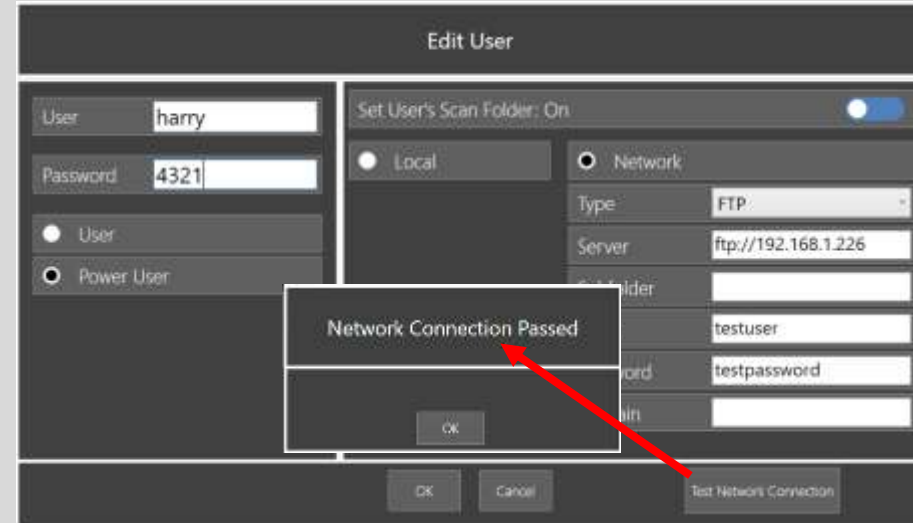 Edit User
User harry
Password 4321
User
Power User
Set User's Scan Folder: On
Local
Network
Type FTP
Server ftp://192.168.1.226
testuser
testpassword
Network Connection Passed
OK
OK
Cancel
Test Network Connection